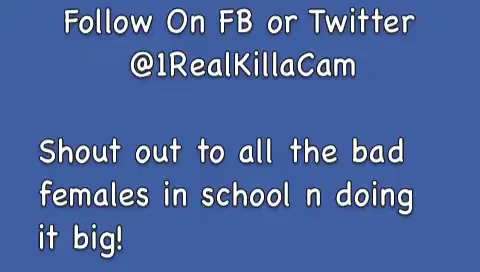 Follow On FB or Twitter
@1RealKillaCam
Shout out to all the bad
females in school n doing
it big!